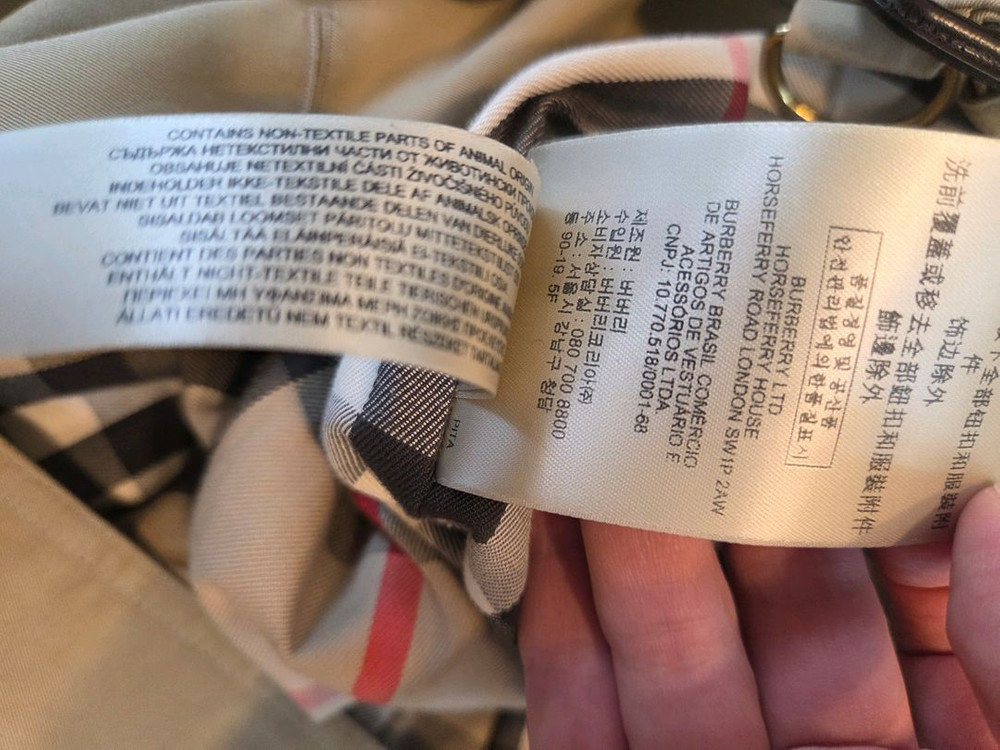 CONTAINS NON-TEXTILE PARTS OF ANIMAL ORIGIN
СЪДЪРЖА НЕТЕКСТИЛНИ ЧАСТИ ОТ ЖИВОТИНСКИ
OBSAHUJE NETEXTILNÍ ČÁSTI ŽIVOČIŠNÉHO
INDEHOLDER IKKE-TEKSTILE DELE AF ANIMALSK
BEVAT NIET UIT TEXTIEL BESTAANDE DELEN VAN DIERLIJKE
SISALDAB LOOMSET PÄRITOLU MITTETEKSTIILSEID
SISÄLTÄÄ ELÄINPERÄISIÄ EI-TEKSTIILI OSIA
CONTIENT DES PARTIES NON TEXTILES D'ORIGINE
ENTHÄLT NICHT-TEXTILE TEILE TIERISCHEN
ΠΕΡΙΕΧΕΙ ΜΗ ΥΦΑΝΣΙΜΑ ΜΕΡΗ ΖΩΙΚΗΣ
ÁLLATI EREDETŰ NEM TEXTIL RÉSZEKET
洗前覆蓋或移去全部鈕扣和服裝附件
飾邊除外
件
饰边除外
全部钮扣和服装附
품질경영 및 공산품
안전관리법에 의한 품질표시
BURBERRY LTD
HORSEFERRY HOUSE
HORSEFERRY ROAD LONDON SW1P 2AW
BURBERRY BRASIL COMÉRCIO
DE ARTIGOS DE VESTUÁRIO E
ACESSÓRIOS LTDA
CNPJ: 10.770.518/0001-68
제조원 : 버버리
수입원 : 버버리코리아㈜
소비자상담실 : 080 700 8800
주 소 : 서울시 강남구 청담
동 90-19. 5F